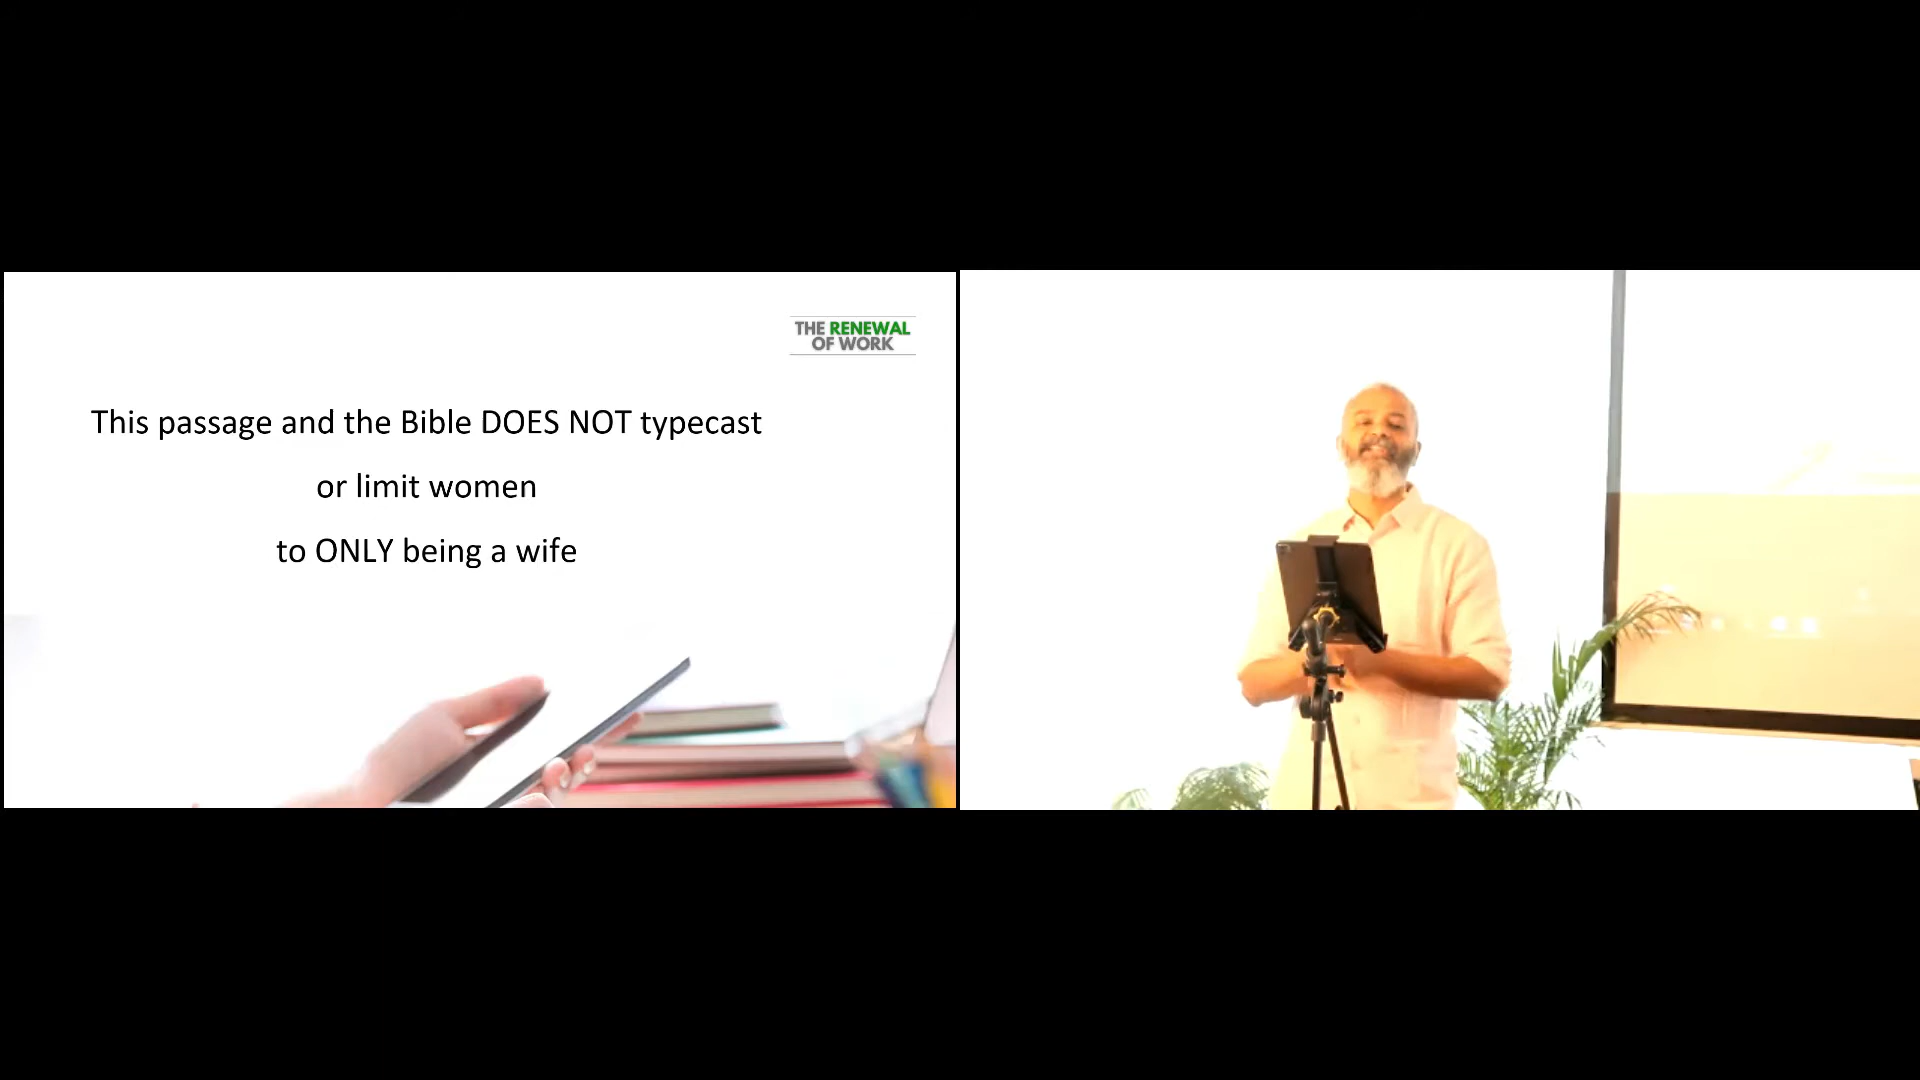 THE RENEWAL
OF WORK
This passage and the Bible DOES NOT typecast
or limit women
to ONLY being a wife